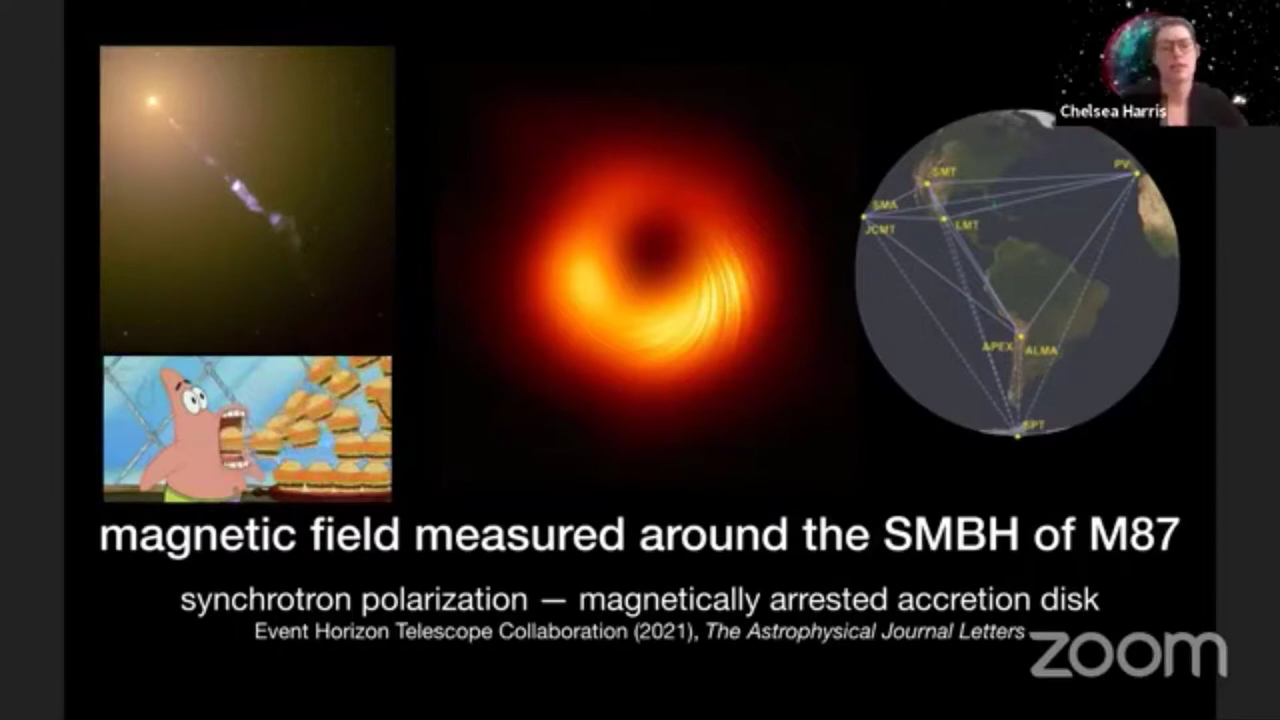 Chelsea Harris
SMT
PV
SMA
JCMT
LMT
APEX
ALMA
SPT
magnetic field measured around the SMBH of M87
synchrotron polarization — magnetically arrested accretion disk
Event Horizon Telescope Collaboration (2021), The Astrophysical Journal Letters
zoom